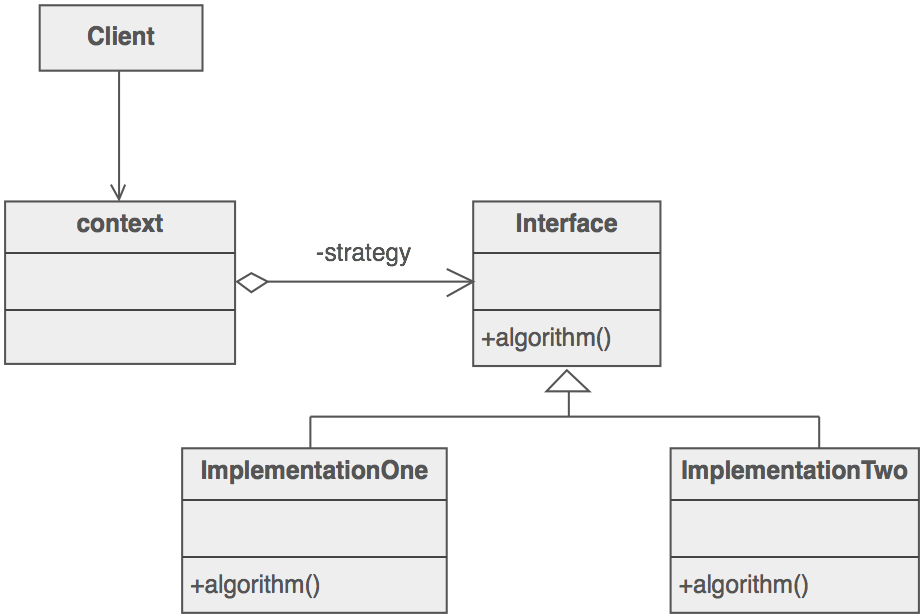 Client
context
-strategy
Interface
+algorithm()
ImplementationOne
+algorithm()
ImplementationTwo
+algorithm()